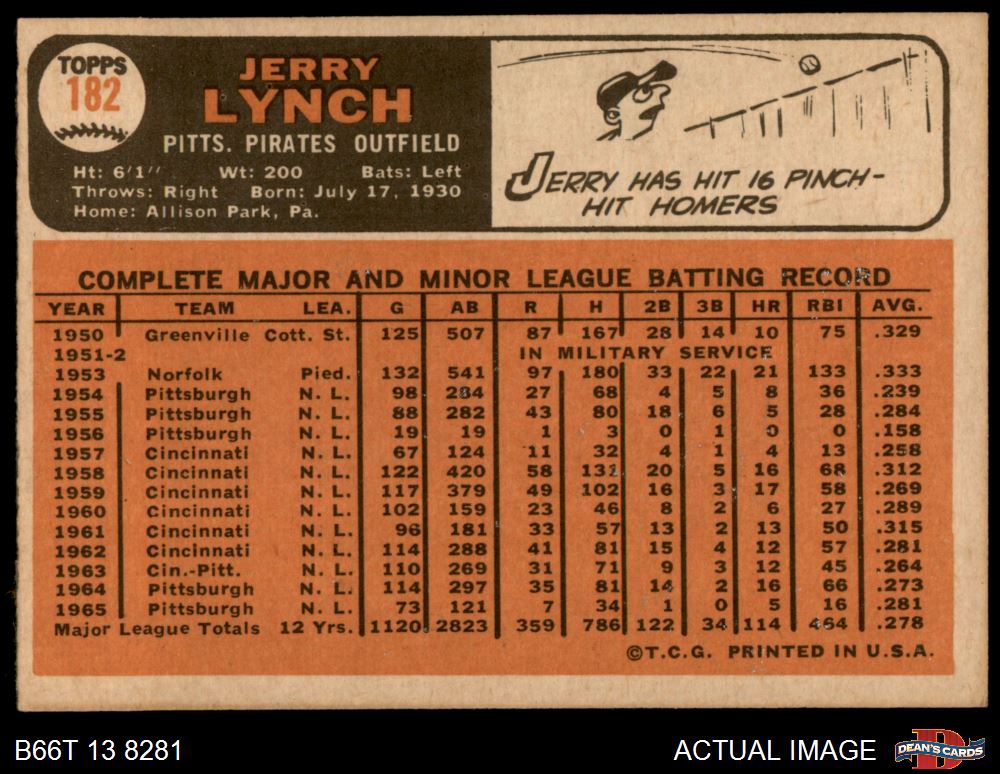 TOPPS
182
JERRY
LYNCH
PITTS. PIRATES OUTFIELD
Ht: 6'1" Wt: 200 Bats: Left
Throws: Right Born: July 17, 1930
Home: Allison Park, Pa.
JERRY HAS HIT 16 PINCH-
HIT HOMERS
COMPLETE MAJOR AND MINOR LEAGUE BATTING RECORD
YEAR TEAM LEA. G AB R H 2B 3B HR RBI AVG.
1950 Greenville Cott. St. 125 507 87 167 28 14 10 75 .329
1951-2 IN MILITARY SERVICE
1953 Norfolk Pied. 132 541 97 180 33 22 21 133 .333
1954 Pittsburgh N. L. 98 284 27 68 4 5 8 36 .239
1955 Pittsburgh N. L. 88 282 43 80 18 6 5 28 .284
1956 Pittsburgh N. L. 19 19 1 3 0 1 0 0 .158
1957 Cincinnati N. L. 67 124 11 32 4 1 4 13 .258
1958 Cincinnati N. L. 122 420 58 131 20 5 16 68 .312
1959 Cincinnati N. L. 117 379 49 102 16 3 17 58 .269
1960 Cincinnati N. L. 102 159 23 46 8 2 6 27 .289
1961 Cincinnati N. L. 96 181 33 57 13 2 13 50 .315
1962 Cincinnati N. L. 114 288 41 81 15 4 12 57 .281
1963 Cin.-Pitt. N. L. 110 269 31 71 9 3 12 45 .264
1964 Pittsburgh N. L. 114 297 35 81 14 2 16 66 .273
1965 Pittsburgh N. L. 73 121 7 34 1 0 5 16 .281
Major League Totals 12 Yrs. 1120 2823 359 786 122 34 114 464 .278
©T.C.G. PRINTED IN U.S.A.
B66T 13 8281 ACTUAL IMAGE DEAN'S CARDS